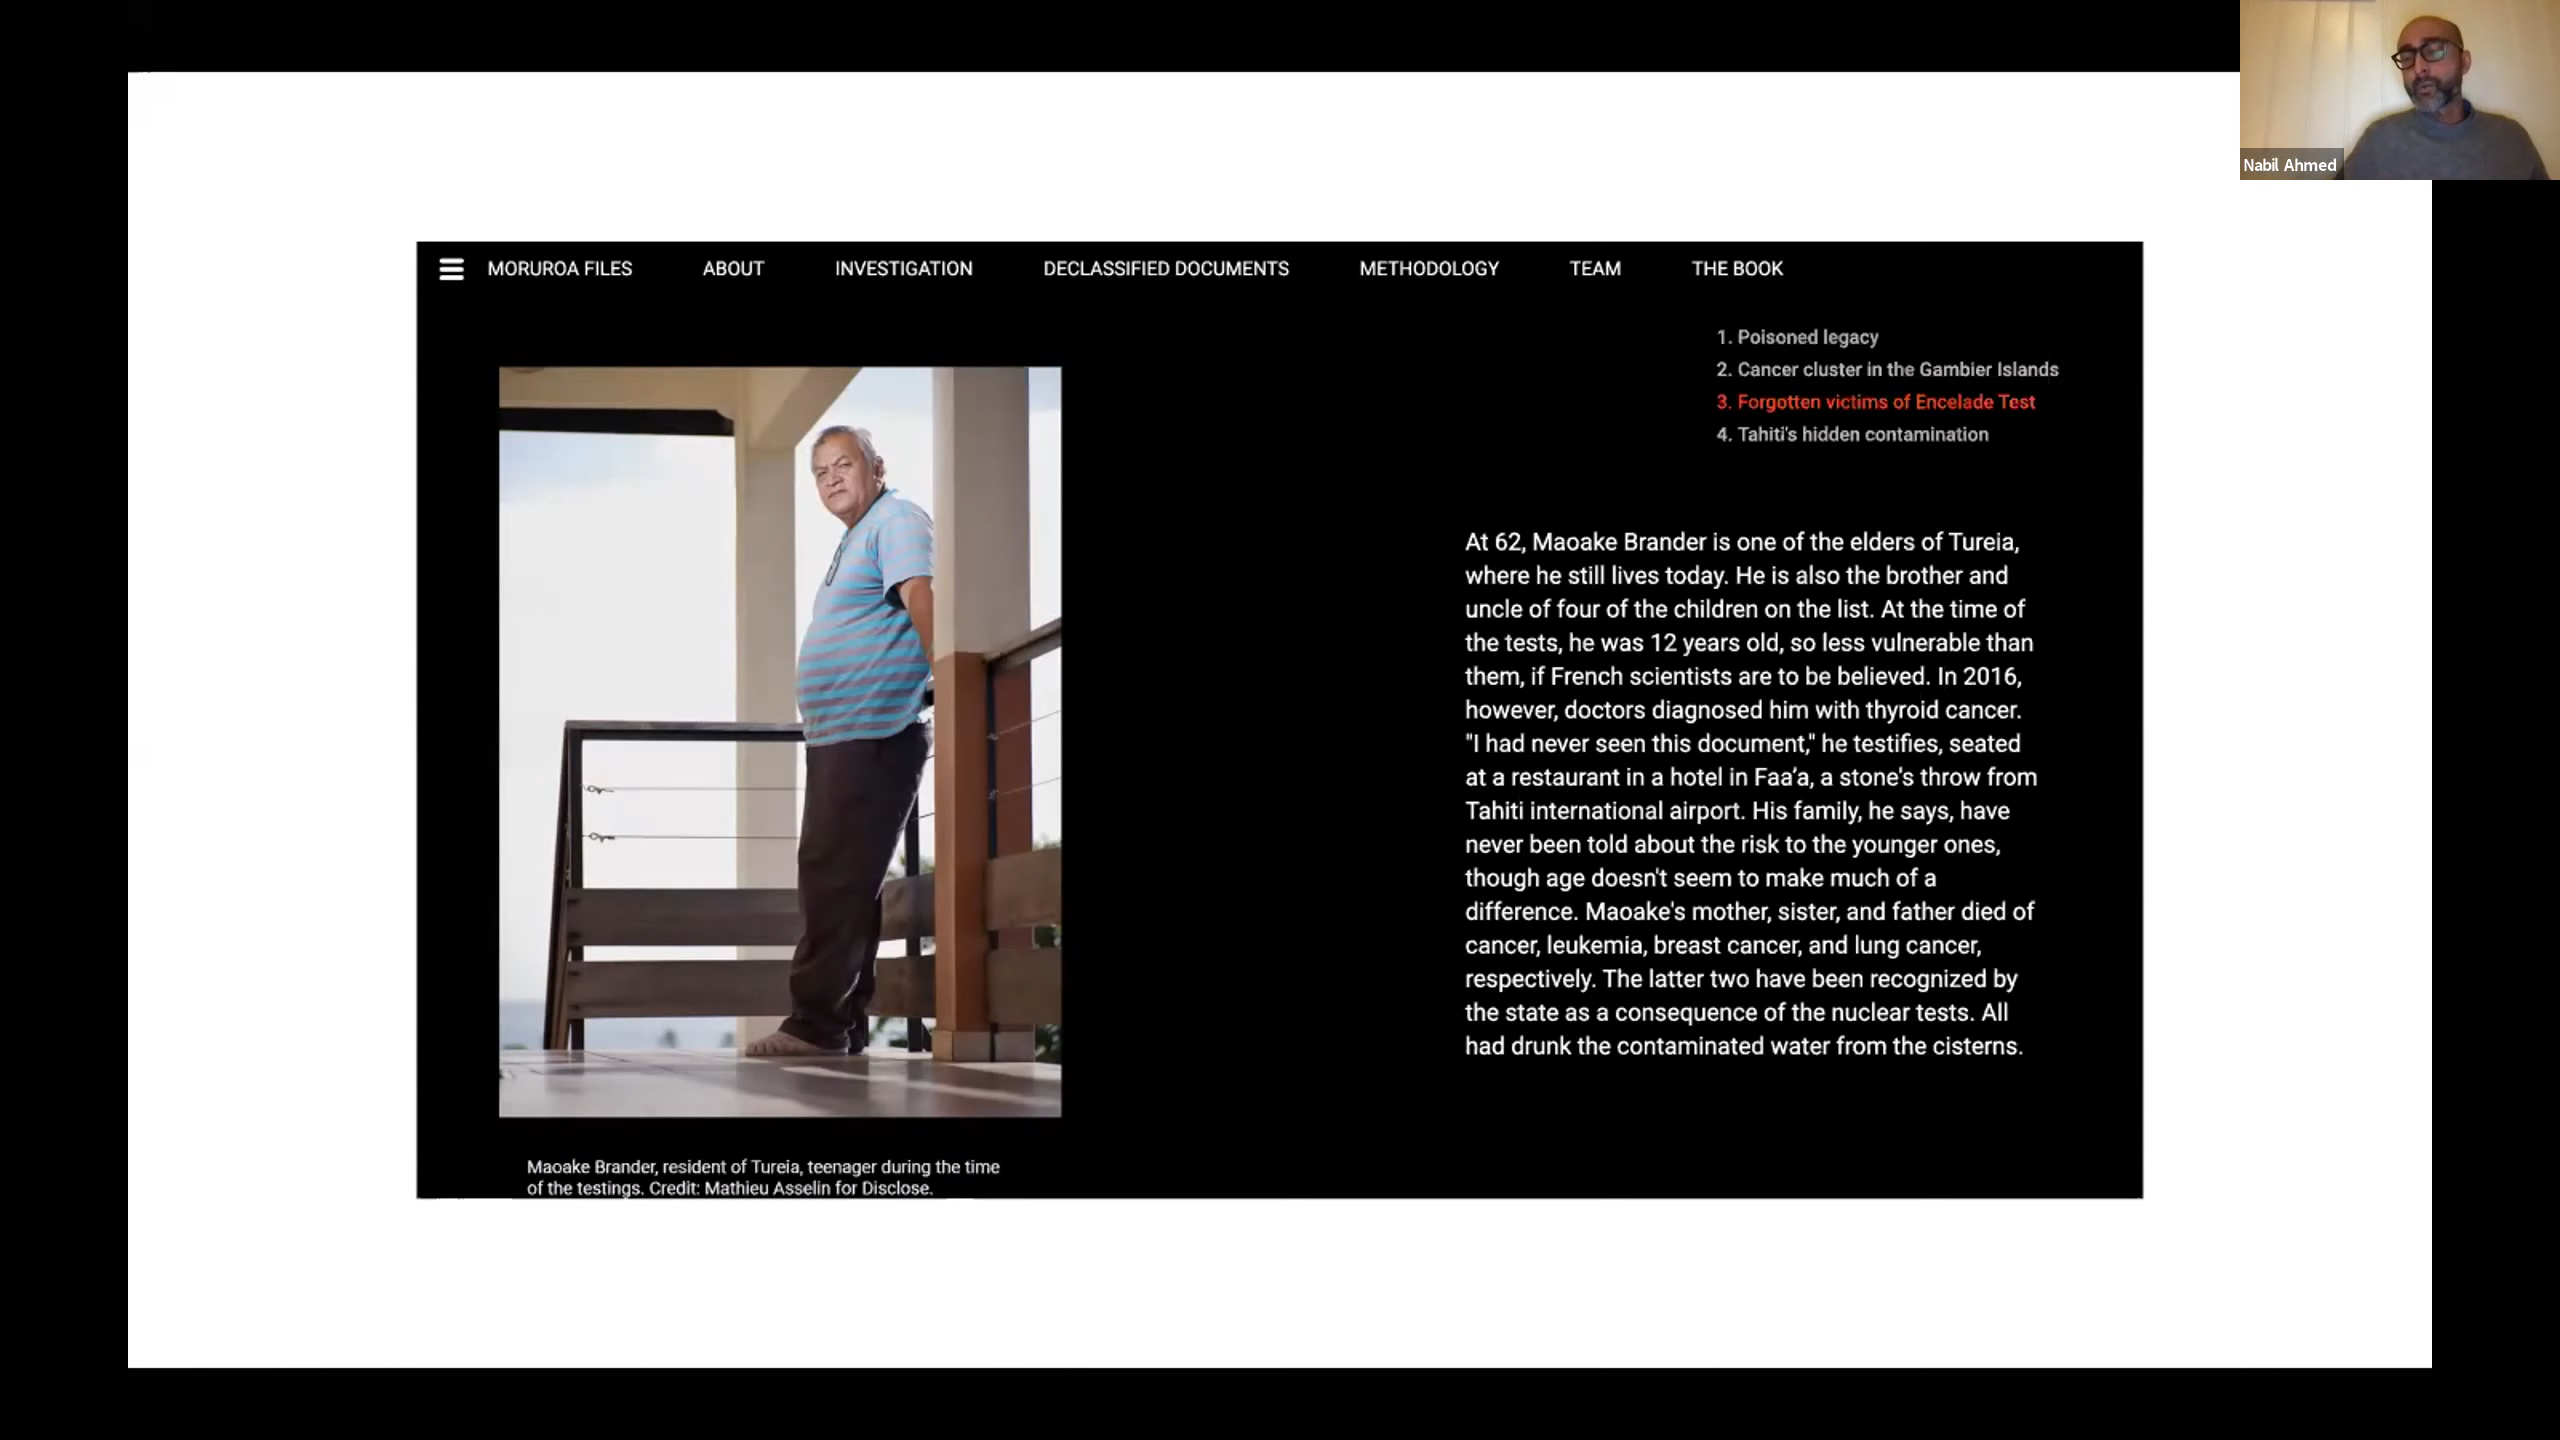 Nabil Ahmed
MORUROA FILES ABOUT INVESTIGATION DECLASSIFIED DOCUMENTS METHODOLOGY TEAM THE BOOK
1. Poisoned legacy
2. Cancer cluster in the Gambier Islands
3. Forgotten victims of Encelade Test
4. Tahiti's hidden contamination
At 62, Maoake Brander is one of the elders of Tureia,
where he still lives today. He is also the brother and
uncle of four of the children on the list. At the time of
the tests, he was 12 years old, so less vulnerable than
them, if French scientists are to be believed. In 2016,
however, doctors diagnosed him with thyroid cancer.
"I had never seen this document," he testifies, seated
at a restaurant in a hotel in Faa’a, a stone's throw from
Tahiti international airport. His family, he says, have
never been told about the risk to the younger ones,
though age doesn't seem to make much of a
difference. Maoake's mother, sister, and father died of
cancer, leukemia, breast cancer, and lung cancer,
respectively. The latter two have been recognized by
the state as a consequence of the nuclear tests. All
had drunk the contaminated water from the cisterns.
Maoake Brander, resident of Tureia, teenager during the time
of the testings. Credit: Mathieu Asselin for Disclose.